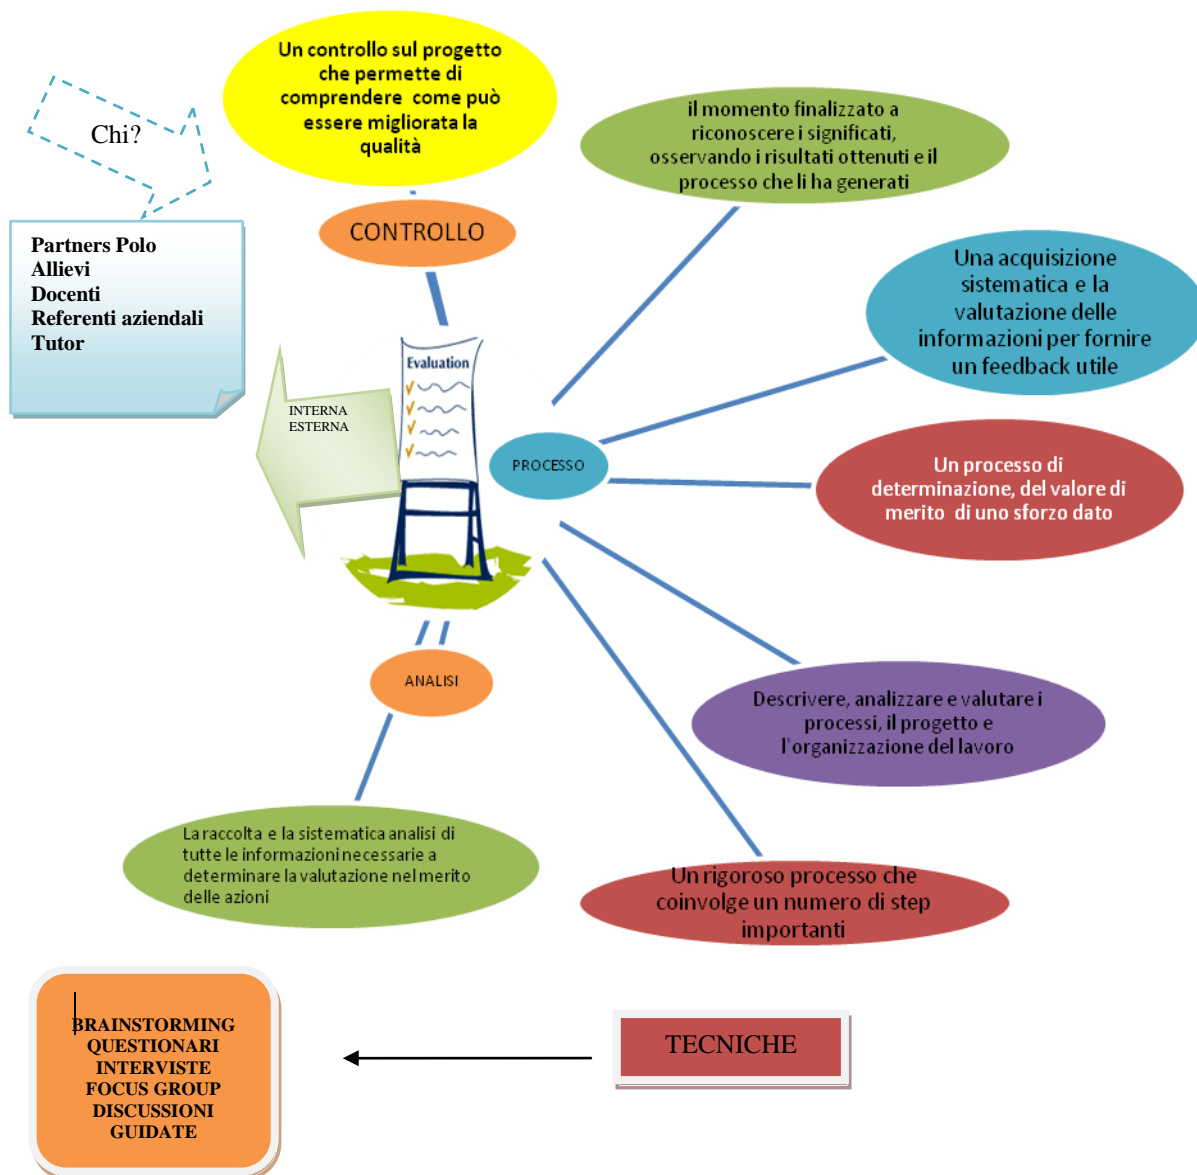 Un controllo sul progetto
che permette di
comprendere come può
essere migliorata la
qualità
Chi?
il momento finalizzato a
riconoscere i significati,
osservando i risultati ottenuti e il
processo che li ha generati
CONTROLLO
Partners Polo
Allievi
Docenti
Referenti aziendali
Tutor
Una acquisizione
sistematica e la
valutazione delle
informazioni per fornire
un feedback utile
Evaluation
INTERNA
ESTERNA
PROCESSO
Un processo di
determinazione, del valore di
merito di uno sforzo dato
ANALISI
Descrivere, analizzare e valutare i
processi, il progetto e
l'organizzazione del lavoro
La raccolta e la sistematica analisi di
tutte le informazioni necessarie a
determinare la valutazione nel merito
delle azioni
Un rigoroso processo che
coinvolge un numero di step
importanti
BRAINSTORMING
QUESTIONARI
INTERVISTE
FOCUS GROUP
DISCUSSIONI
GUIDATE
TECNICHE